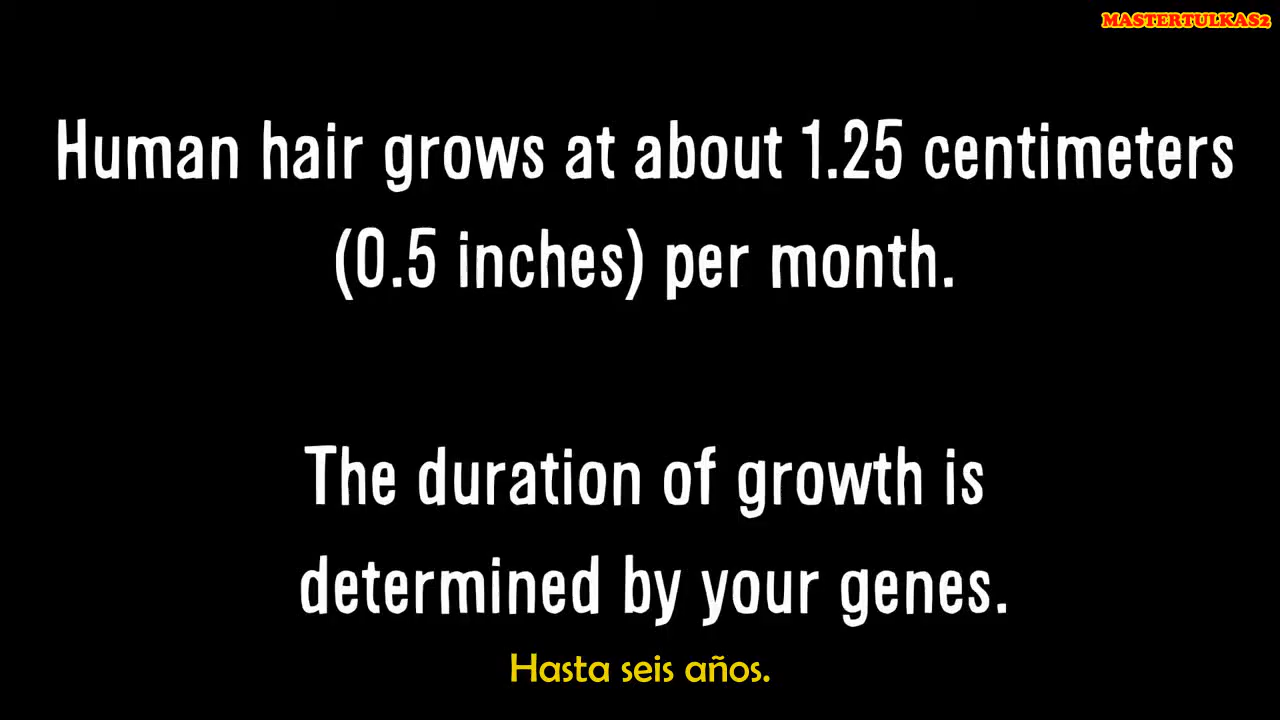 MASTERTULKAS2
Human hair grows at about 1.25 centimeters
(0.5 inches) per month.
The duration of growth is
determined by your genes.
Hasta seis años.